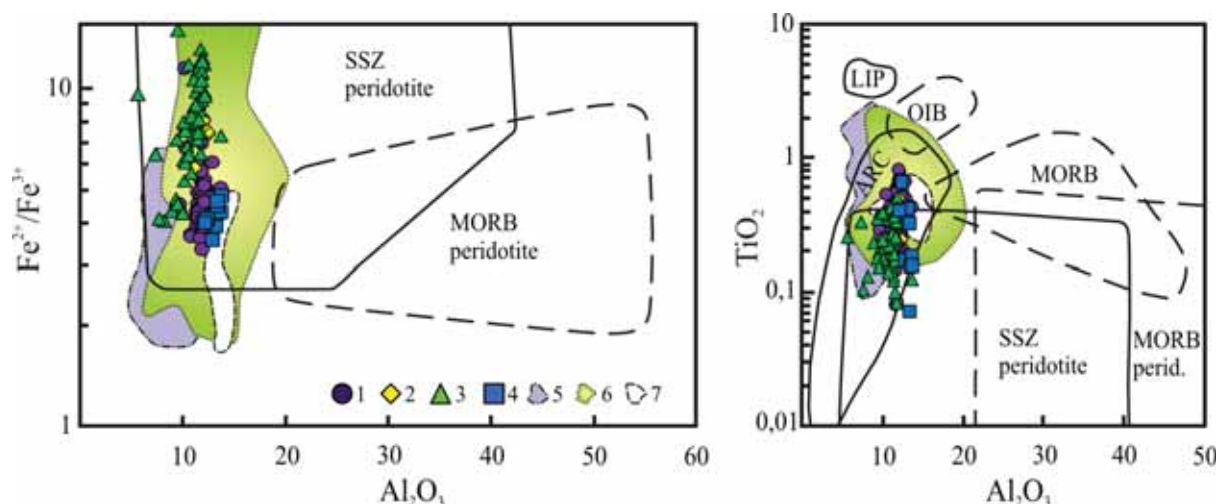 SSZ
peridotite
10
MORB
peridotite
Fe²⁺/Fe³⁺
1 2 3 4 5 6 7
1
10 20 30 40 50 60
Al₂O₃
10
LIP
OIB
1
ARC
MORB
TiO₂
0,1
SSZ
peridotite
MORB
perid.
0,01
10 20 30 40 50
Al₂O₃